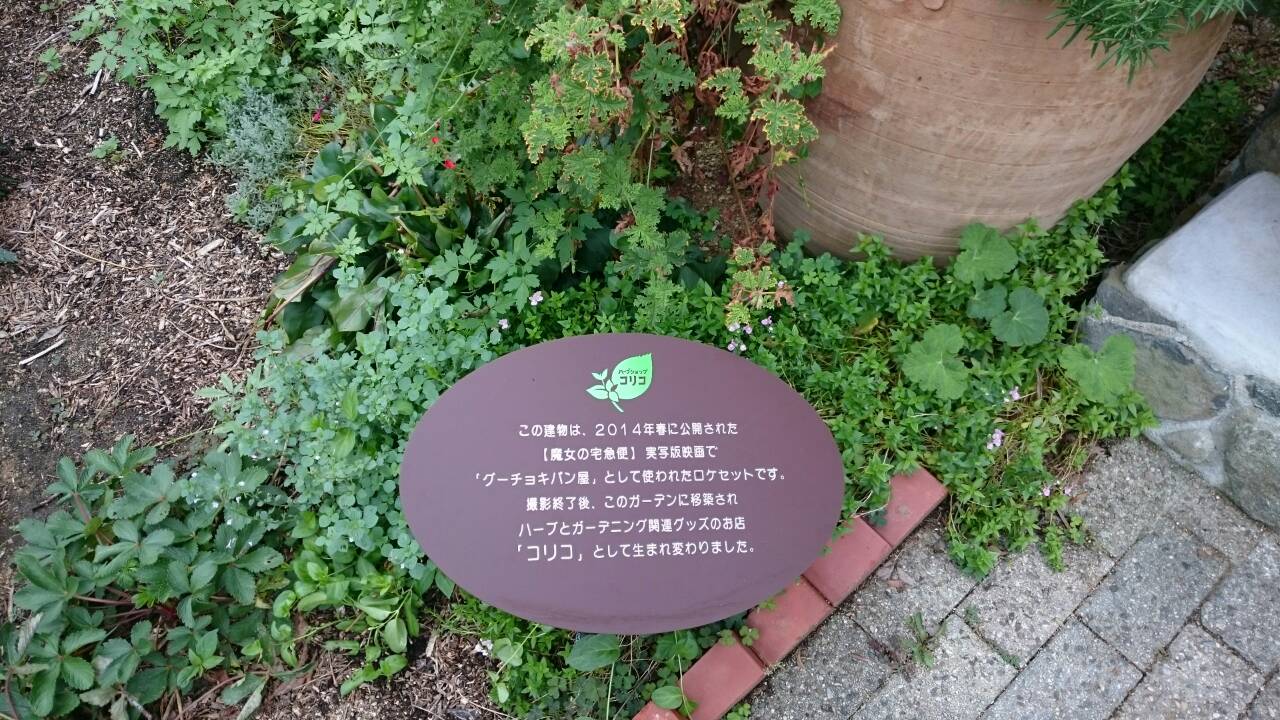 ハーブショップ
コリコ
この建物は、2014年春に公開された
【魔女の宅急便】実写版映画で
「グーチョキパン屋」として使われたロケセットです。
撮影終了後、このガーデンに移築され
ハーブとガーデニング関連グッズのお店
「コリコ」として生まれ変わりました。